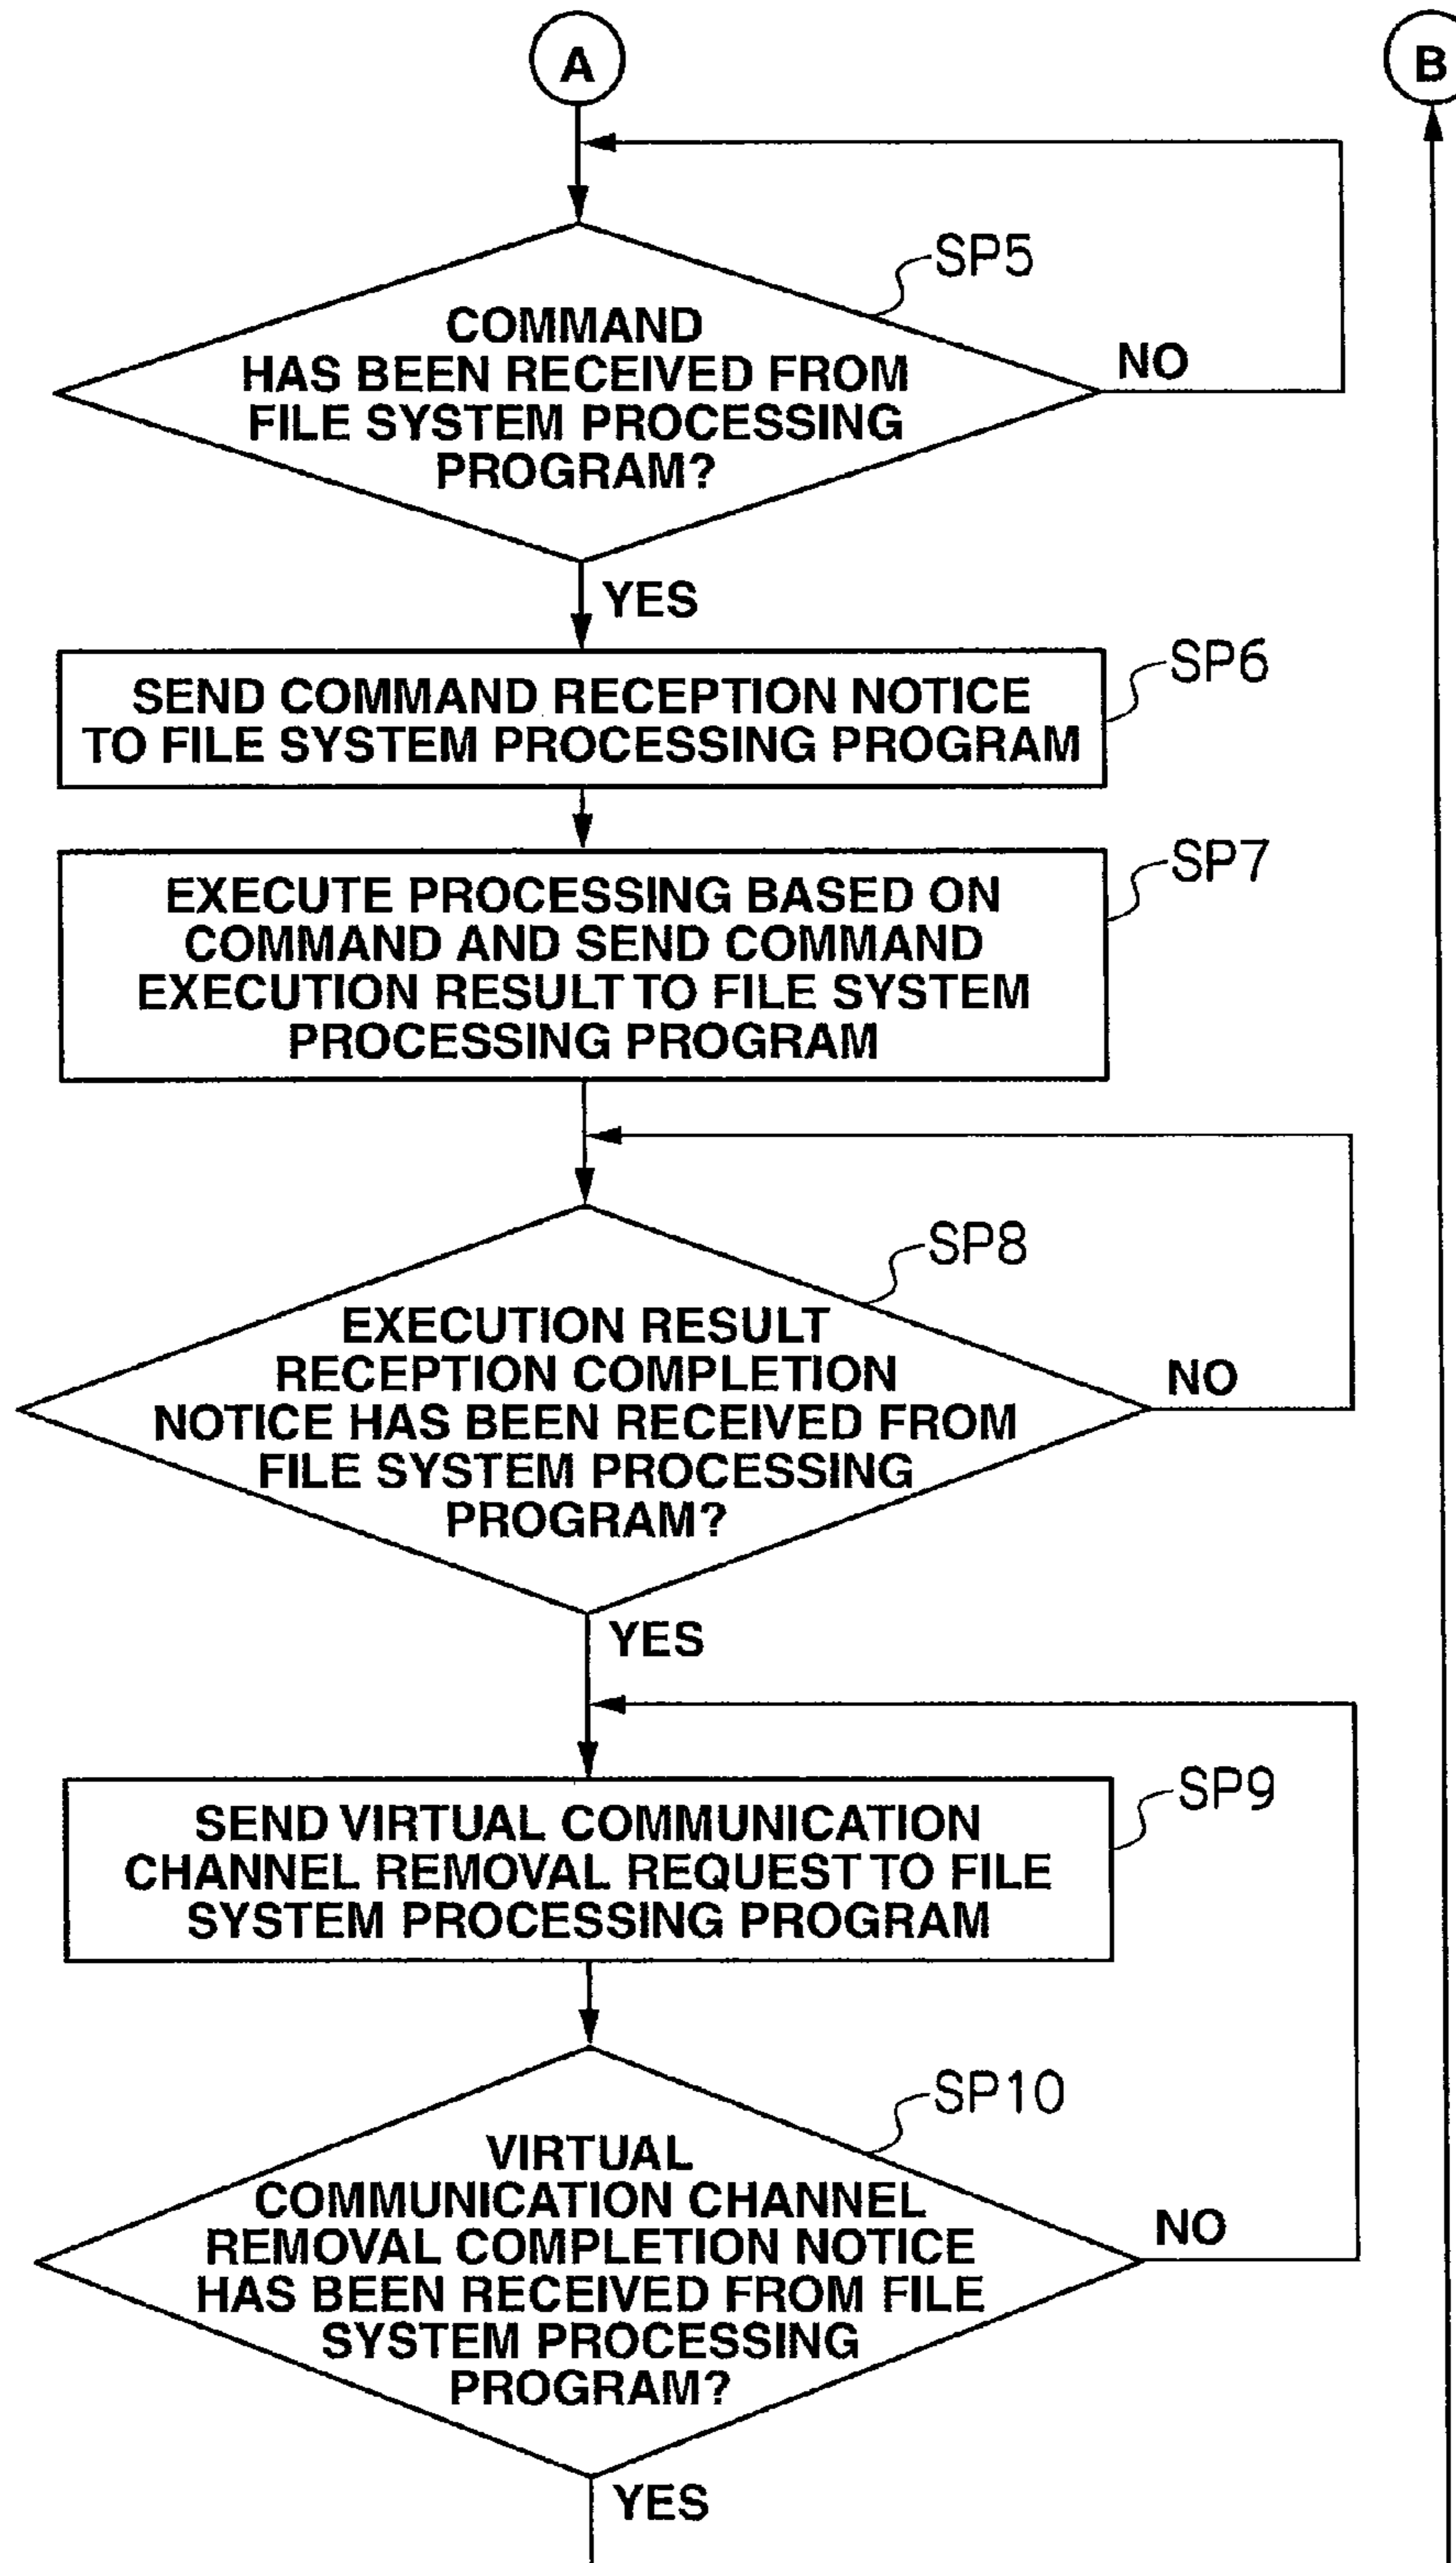 A
B
SP5
COMMAND
HAS BEEN RECEIVED FROM
FILE SYSTEM PROCESSING
PROGRAM?
NO
YES
SP6
SEND COMMAND RECEPTION NOTICE
TO FILE SYSTEM PROCESSING PROGRAM
SP7
EXECUTE PROCESSING BASED ON
COMMAND AND SEND COMMAND
EXECUTION RESULT TO FILE SYSTEM
PROCESSING PROGRAM
SP8
EXECUTION RESULT
RECEPTION COMPLETION
NOTICE HAS BEEN RECEIVED FROM
FILE SYSTEM PROCESSING
PROGRAM?
NO
YES
SP9
SEND VIRTUAL COMMUNICATION
CHANNEL REMOVAL REQUEST TO FILE
SYSTEM PROCESSING PROGRAM
SP10
VIRTUAL
COMMUNICATION CHANNEL
REMOVAL COMPLETION NOTICE
HAS BEEN RECEIVED FROM FILE
SYSTEM PROCESSING
PROGRAM?
NO
YES